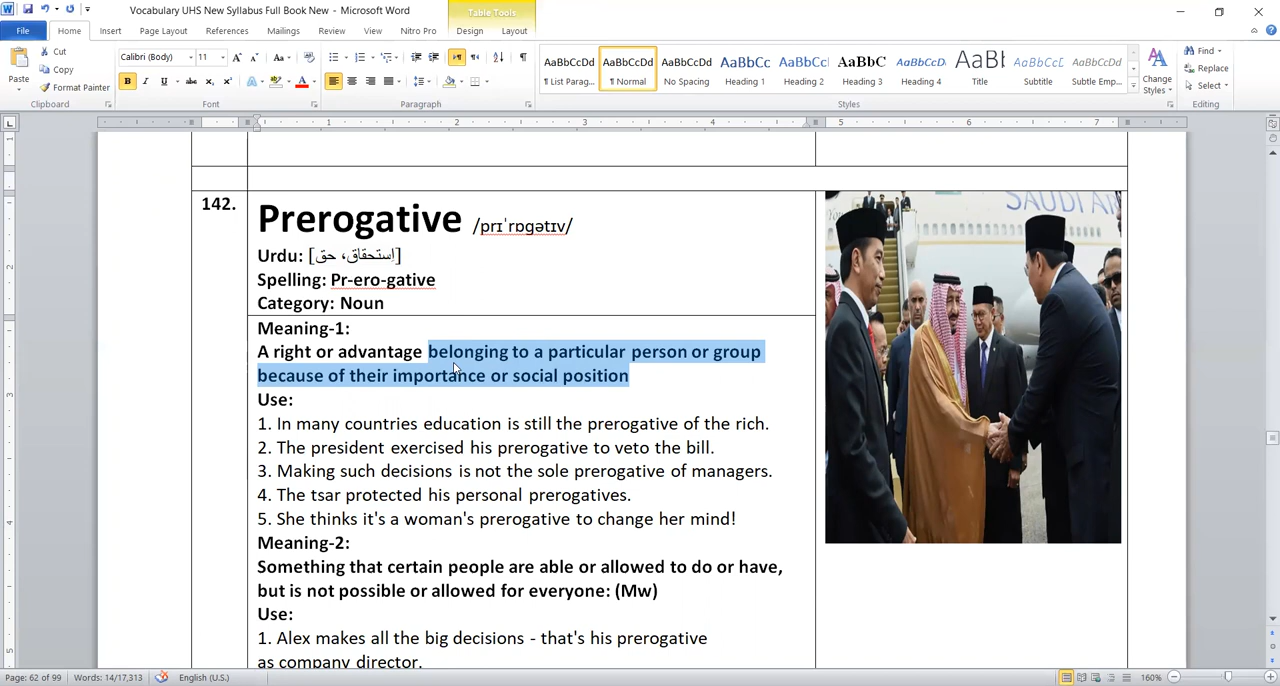 Vocabulary UHS New Syllabus Full Book New - Microsoft Word
Table Tools
File Home Insert Page Layout References Mailings Review View Nitro Pro Design Layout
Paste
Cut
Copy
Format Painter
Clipboard
Calibri (Body) 11
Font
Paragraph
AaBbCcDd AaBbCcDd AaBbCcDd AaBbCc AaBbCc AaBbC AaBbCcD
¶ List Parag... ¶ Normal No Spacing Heading 1 Heading 2 Heading 3 Heading 4 Title Subtitle Subtle Emp...
Styles
Change Styles
Find
Replace
Select
Editing
142.
Prerogative /prɪˈrɒɡətɪv/
Urdu: [اِستحقاق، حق]
Spelling: Pr-ero-gative
Category: Noun
Meaning-1:
A right or advantage belonging to a particular person or group
because of their importance or social position
Use:
1. In many countries education is still the prerogative of the rich.
2. The president exercised his prerogative to veto the bill.
3. Making such decisions is not the sole prerogative of managers.
4. The tsar protected his personal prerogatives.
5. She thinks it's a woman's prerogative to change her mind!
Meaning-2:
Something that certain people are able or allowed to do or have,
but is not possible or allowed for everyone: (Mw)
Use:
1. Alex makes all the big decisions - that's his prerogative
as company director.
SAUDI
Page: 62 of 99 Words: 14/17,313 English (U.S.) 160%